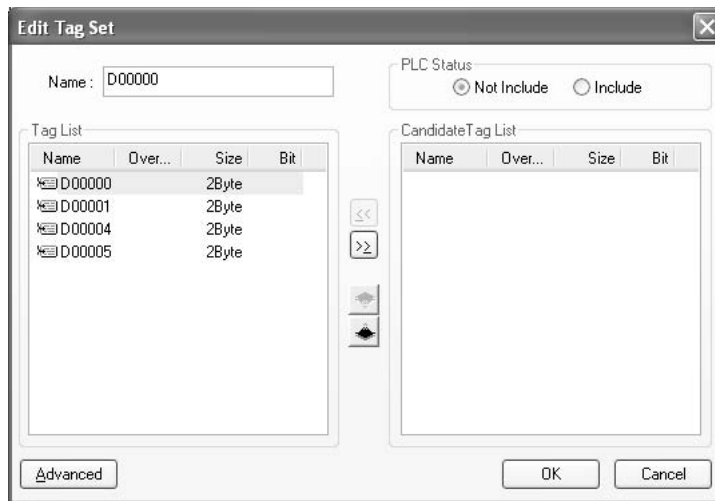 Edit Tag Set
Name : D00000
PLC Status
Not Include Include
Tag List
Name Over... Size Bit
D00000 2Byte
D00001 2Byte
D00004 2Byte
D00005 2Byte
<<
>>
CandidateTag List
Name Over... Size Bit
Advanced
OK Cancel